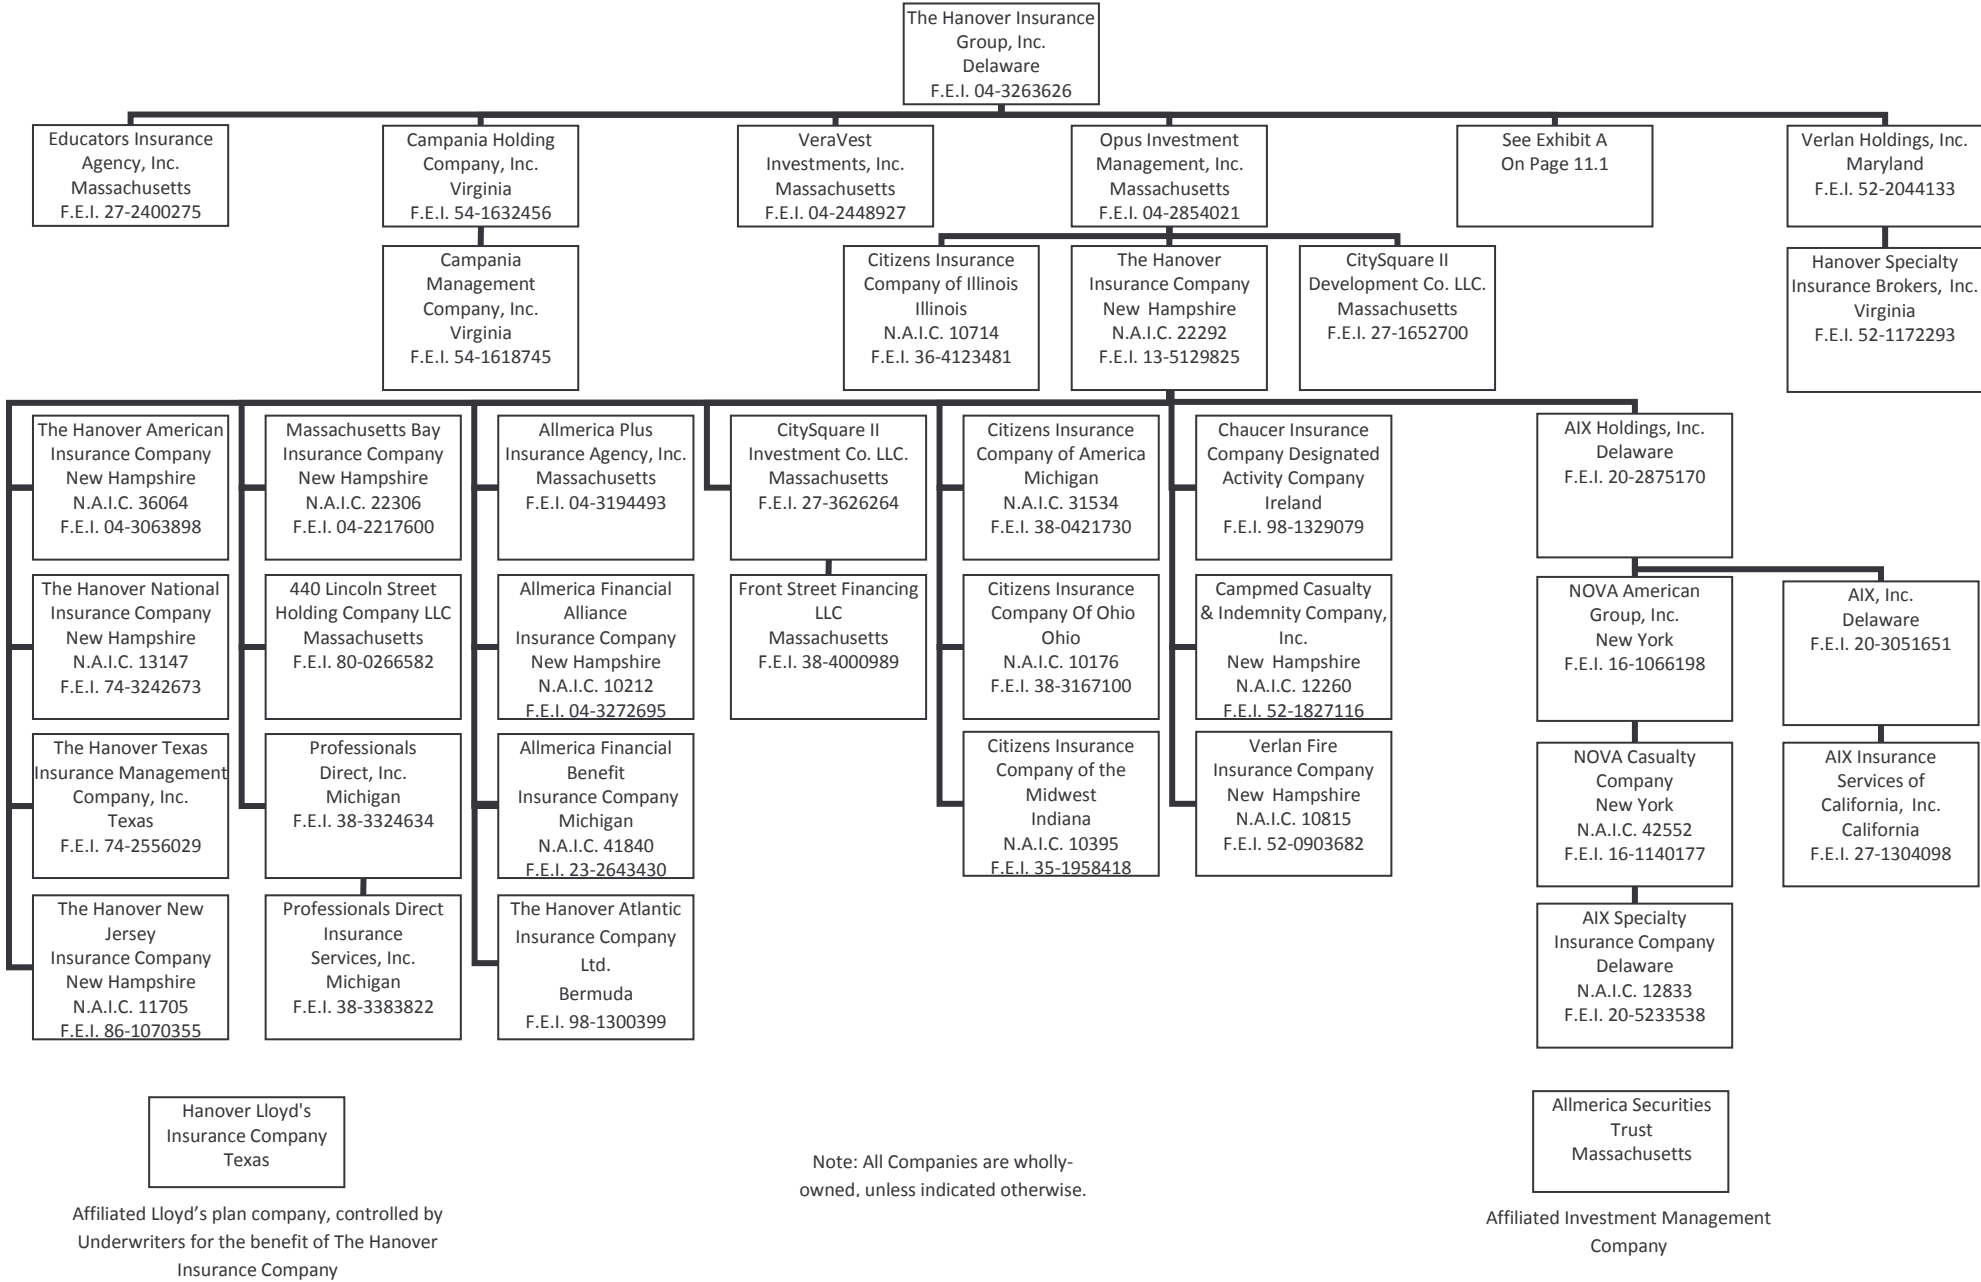 The Hanover Insurance
Group, Inc.
Delaware
F.E.I. 04-3263626
Educators Insurance
Agency, Inc.
Massachusetts
F.E.I. 27-2400275
Campania Holding
Company, Inc.
Virginia
F.E.I. 54-1632456
VeraVest
Investments, Inc.
Massachusetts
F.E.I. 04-2448927
Opus Investment
Management, Inc.
Massachusetts
F.E.I. 04-2854021
See Exhibit A
On Page 11.1
Verlan Holdings, Inc.
Maryland
F.E.I. 52-2044133
Campania
Management
Company, Inc.
Virginia
F.E.I. 54-1618745
Citizens Insurance
Company of Illinois
Illinois
N.A.I.C. 10714
F.E.I. 36-4123481
The Hanover
Insurance Company
New Hampshire
N.A.I.C. 22292
F.E.I. 13-5129825
CitySquare II
Development Co. LLC.
Massachusetts
F.E.I. 27-1652700
Hanover Specialty
Insurance Brokers, Inc.
Virginia
F.E.I. 52-1172293
The Hanover American
Insurance Company
New Hampshire
N.A.I.C. 36064
F.E.I. 04-3063898
Massachusetts Bay
Insurance Company
New Hampshire
N.A.I.C. 22306
F.E.I. 04-2217600
Allmerica Plus
Insurance Agency, Inc.
Massachusetts
F.E.I. 04-3194493
CitySquare II
Investment Co. LLC.
Massachusetts
F.E.I. 27-3626264
Citizens Insurance
Company of America
Michigan
N.A.I.C. 31534
F.E.I. 38-0421730
Chaucer Insurance
Company Designated
Activity Company
Ireland
F.E.I. 98-1329079
AIX Holdings, Inc.
Delaware
F.E.I. 20-2875170
The Hanover National
Insurance Company
New Hampshire
N.A.I.C. 13147
F.E.I. 74-3242673
440 Lincoln Street
Holding Company LLC
Massachusetts
F.E.I. 80-0266582
Allmerica Financial
Alliance
Insurance Company
New Hampshire
N.A.I.C. 10212
F.E.I. 04-3272695
Front Street Financing
LLC
Massachusetts
F.E.I. 38-4000989
Citizens Insurance
Company Of Ohio
Ohio
N.A.I.C. 10176
F.E.I. 38-3167100
Campmed Casualty
& Indemnity Company,
Inc.
New Hampshire
N.A.I.C. 12260
F.E.I. 52-1827116
NOVA American
Group, Inc.
New York
F.E.I. 16-1066198
AIX, Inc.
Delaware
F.E.I. 20-3051651
The Hanover Texas
Insurance Management
Company, Inc.
Texas
F.E.I. 74-2556029
Professionals
Direct, Inc.
Michigan
F.E.I. 38-3324634
Allmerica Financial
Benefit
Insurance Company
Michigan
N.A.I.C. 41840
F.E.I. 23-2643430
Citizens Insurance
Company of the
Midwest
Indiana
N.A.I.C. 10395
F.E.I. 35-1958418
Verlan Fire
Insurance Company
New Hampshire
N.A.I.C. 10815
F.E.I. 52-0903682
NOVA Casualty
Company
New York
N.A.I.C. 42552
F.E.I. 16-1140177
AIX Insurance
Services of
California, Inc.
California
F.E.I. 27-1304098
The Hanover New
Jersey
Insurance Company
New Hampshire
N.A.I.C. 11705
F.E.I. 86-1070355
Professionals Direct
Insurance
Services, Inc.
Michigan
F.E.I. 38-3383822
The Hanover Atlantic
Insurance Company
Ltd.
Bermuda
F.E.I. 98-1300399
AIX Specialty
Insurance Company
Delaware
N.A.I.C. 12833
F.E.I. 20-5233538
Hanover Lloyd's
Insurance Company
Texas
Affiliated Lloyd’s plan company, controlled by
Underwriters for the benefit of The Hanover
Insurance Company
Note: All Companies are wholly-
owned, unless indicated otherwise.
Allmerica Securities
Trust
Massachusetts
Affiliated Investment Management
Company